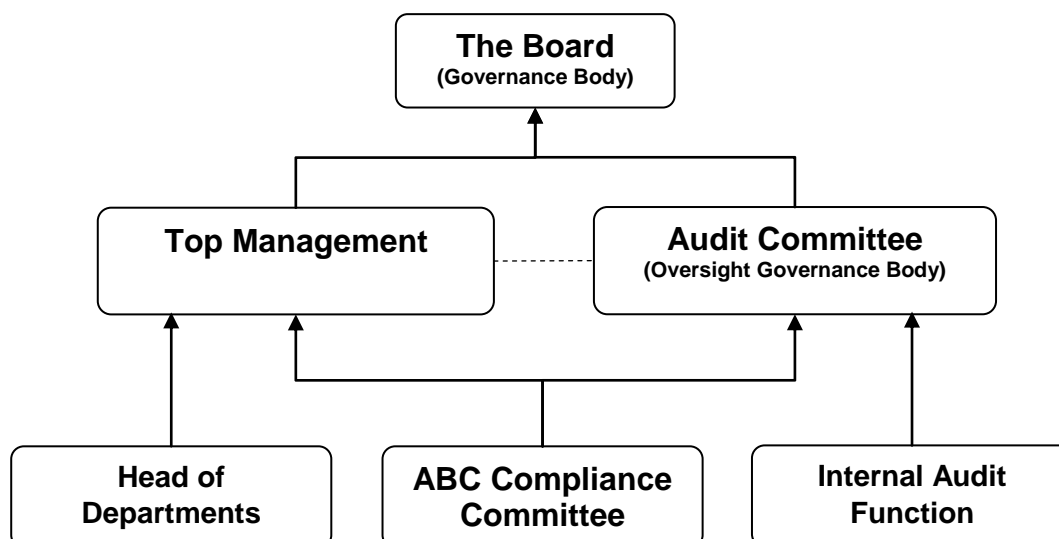 The Board
(Governance Body)
Top Management
Audit Committee
(Oversight Governance Body)
Head of
Departments
ABC Compliance
Committee
Internal Audit
Function